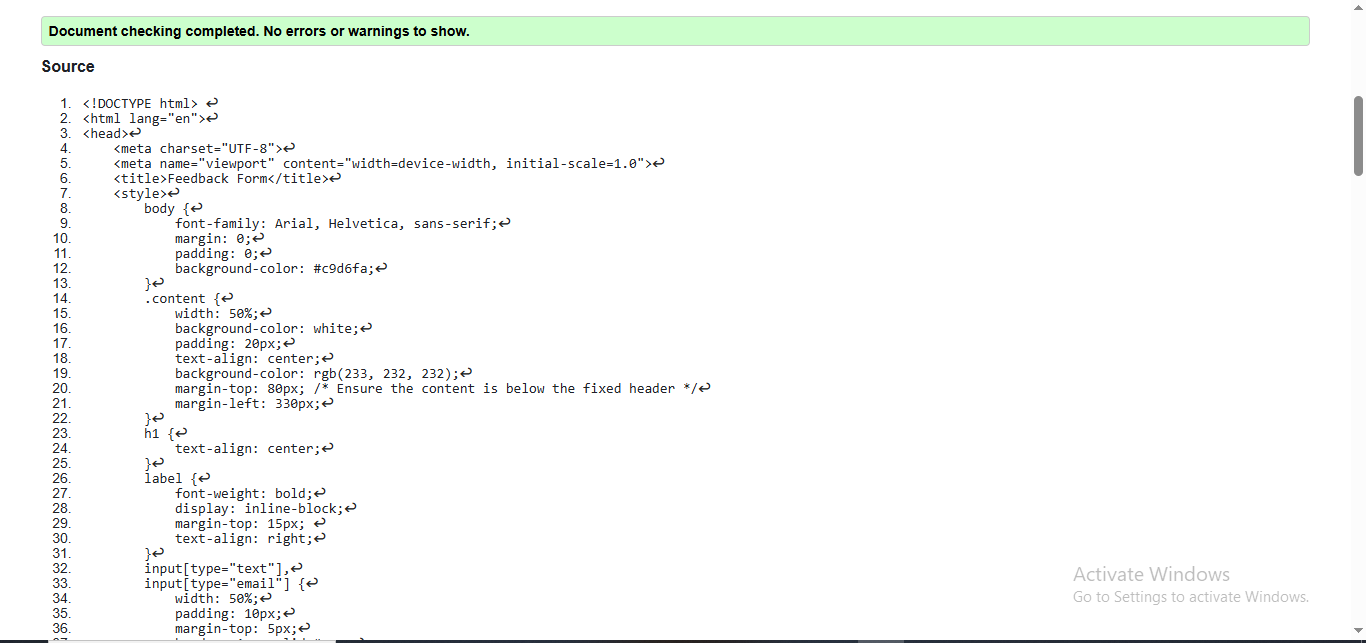 Document checking completed. No errors or warnings to show.
Source
1. <!DOCTYPE html> ↩
2. <html lang="en">↩
3. <head>↩
4.     <meta charset="UTF-8">↩
5.     <meta name="viewport" content="width=device-width, initial-scale=1.0">↩
6.     <title>Feedback Form</title>↩
7.     <style>↩
8.         body {↩
9.             font-family: Arial, Helvetica, sans-serif;↩
10.             margin: 0;↩
11.             padding: 0;↩
12.             background-color: #c9d6fa;↩
13.         }↩
14.         .content {↩
15.             width: 50%;↩
16.             background-color: white;↩
17.             padding: 20px;↩
18.             text-align: center;↩
19.             background-color: rgb(233, 232, 232);↩
20.             margin-top: 80px; /* Ensure the content is below the fixed header */↩
21.             margin-left: 330px;↩
22.         }↩
23.         h1 {↩
24.             text-align: center;↩
25.         }↩
26.         label {↩
27.             font-weight: bold;↩
28.             display: inline-block;↩
29.             margin-top: 15px; ↩
30.             text-align: right;↩
31.         }↩
32.         input[type="text"],↩
33.         input[type="email"] {↩
34.             width: 50%;↩
35.             padding: 10px;↩
36.             margin-top: 5px;↩
Activate Windows
Go to Settings to activate Windows.